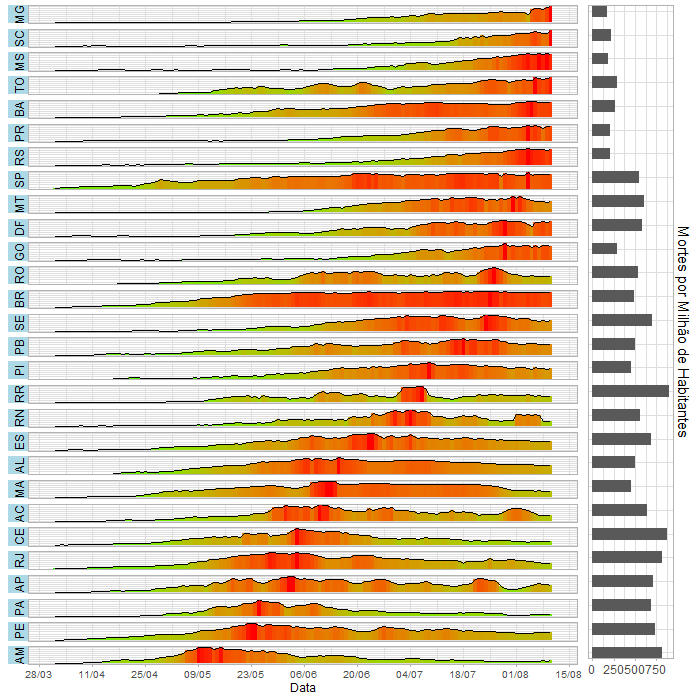 MG
SC
MS
TO
BA
PR
RS
SP
MT
DF
GO
RO
BR
SE
PB
PI
RR
RN
ES
AL
MA
AC
CE
RJ
AP
PA
PE
AM
28/03 11/04 25/04 09/05 23/05 06/06 20/06 04/07 18/07 01/08 15/08
Data
0 250500750
Mortes por Milhão de Habitantes